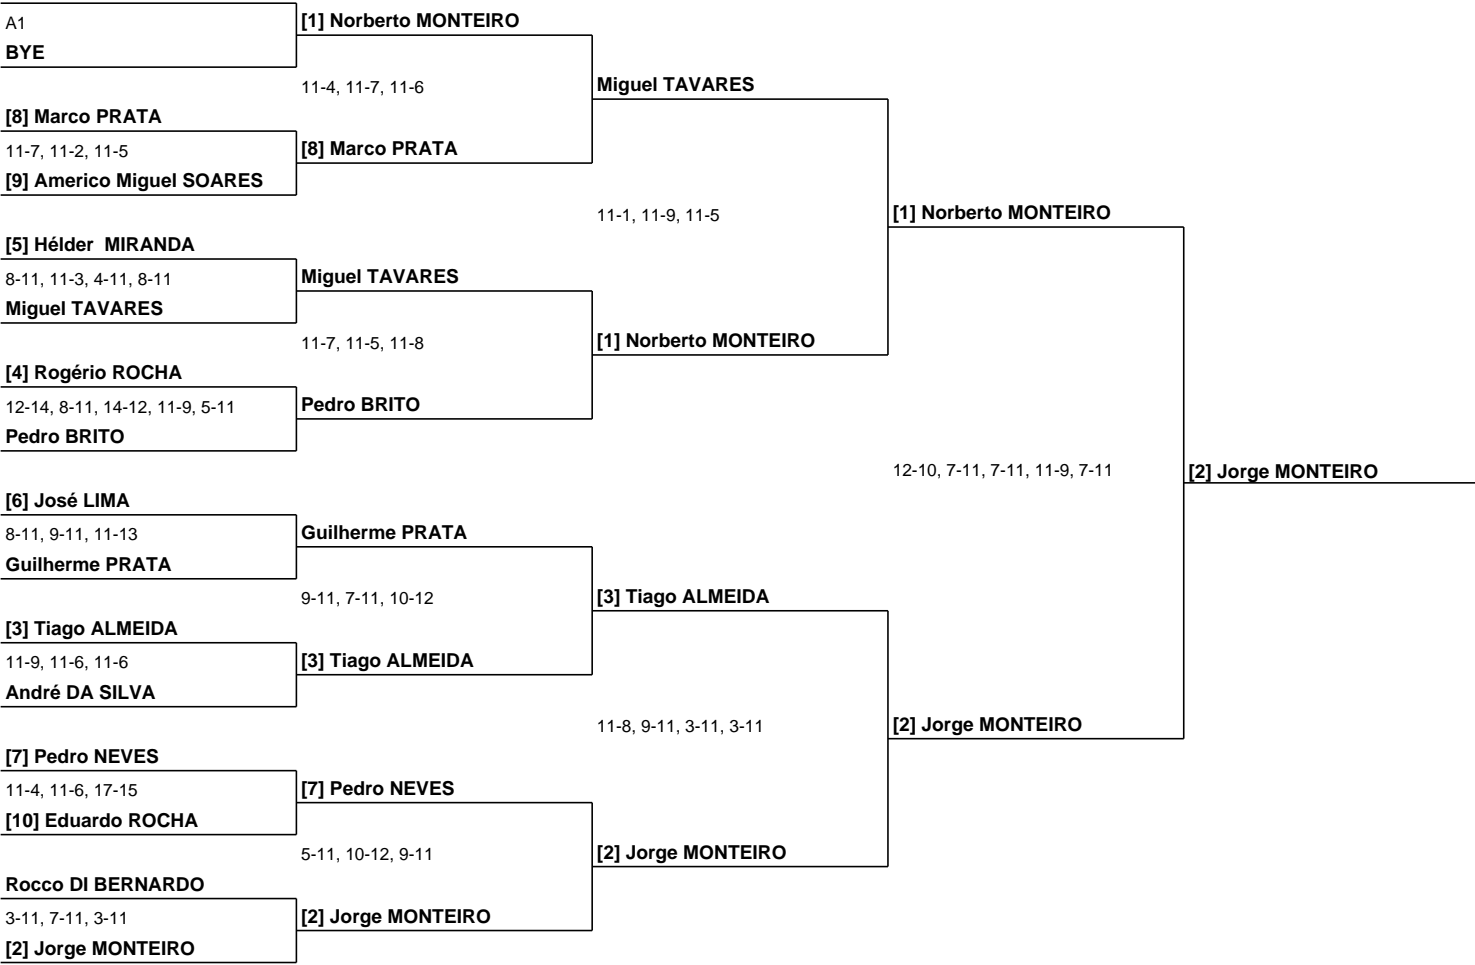 A1
BYE
[1] Norberto MONTEIRO
11-4, 11-7, 11-6
[8] Marco PRATA
11-7, 11-2, 11-5
[9] Americo Miguel SOARES
[8] Marco PRATA
Miguel TAVARES
11-1, 11-9, 11-5
[5] Hélder  MIRANDA
8-11, 11-3, 4-11, 8-11
Miguel TAVARES
Miguel TAVARES
11-7, 11-5, 11-8
[4] Rogério ROCHA
12-14, 8-11, 14-12, 11-9, 5-11
Pedro BRITO
Pedro BRITO
[1] Norberto MONTEIRO
[1] Norberto MONTEIRO
12-10, 7-11, 7-11, 11-9, 7-11
[2] Jorge MONTEIRO
[6] José LIMA
8-11, 9-11, 11-13
Guilherme PRATA
Guilherme PRATA
9-11, 7-11, 10-12
[3] Tiago ALMEIDA
11-9, 11-6, 11-6
André DA SILVA
[3] Tiago ALMEIDA
[3] Tiago ALMEIDA
11-8, 9-11, 3-11, 3-11
[2] Jorge MONTEIRO
[7] Pedro NEVES
11-4, 11-6, 17-15
[10] Eduardo ROCHA
[7] Pedro NEVES
5-11, 10-12, 9-11
[2] Jorge MONTEIRO
Rocco DI BERNARDO
3-11, 7-11, 3-11
[2] Jorge MONTEIRO
[2] Jorge MONTEIRO